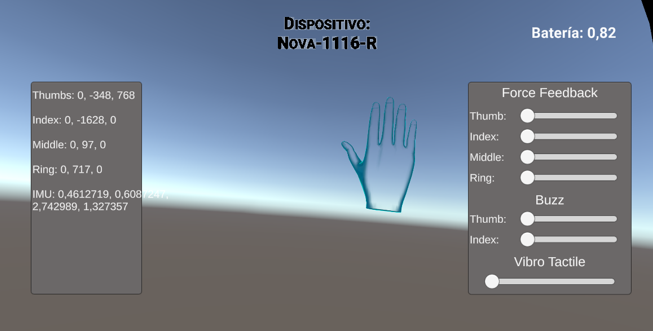 DISPOSITIVO:
NOVA-1116-R
Batería: 0,82
Thumbs: 0, -348, 768
Index: 0, -1628, 0
Middle: 0, 97, 0
Ring: 0, 717, 0
IMU: 0,4612719,
2,742989, 1,327357
Force Feedback
Thumb:
Index:
Middle:
Ring:
Buzz
Thumb:
Index:
Vibro Tactile